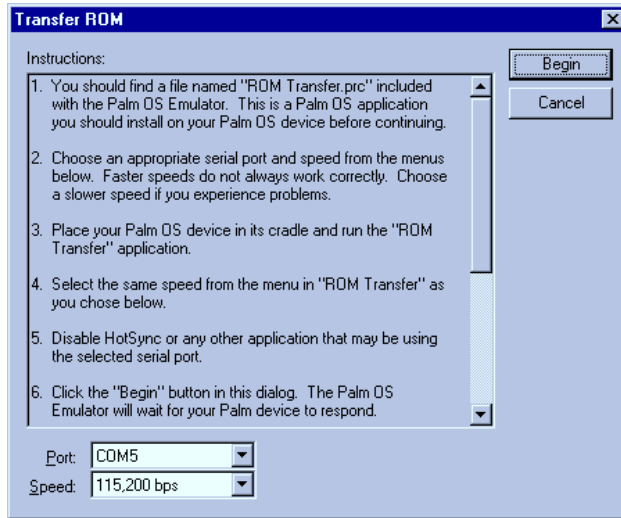 Transfer ROM
Instructions:
Begin
Cancel
1. You should find a file named "ROM Transfer.prc" included
with the Palm OS Emulator. This is a Palm OS application
you should install on your Palm OS device before continuing.
2. Choose an appropriate serial port and speed from the menus
below. Faster speeds do not always work correctly. Choose
a slower speed if you experience problems.
3. Place your Palm OS device in its cradle and run the "ROM
Transfer" application.
4. Select the same speed from the menu in "ROM Transfer" as
you chose below.
5. Disable HotSync or any other application that may be using
the selected serial port.
6. Click the "Begin" button in this dialog. The Palm OS
Emulator will wait for your Palm device to respond.
Port: COM5
Speed: 115,200 bps